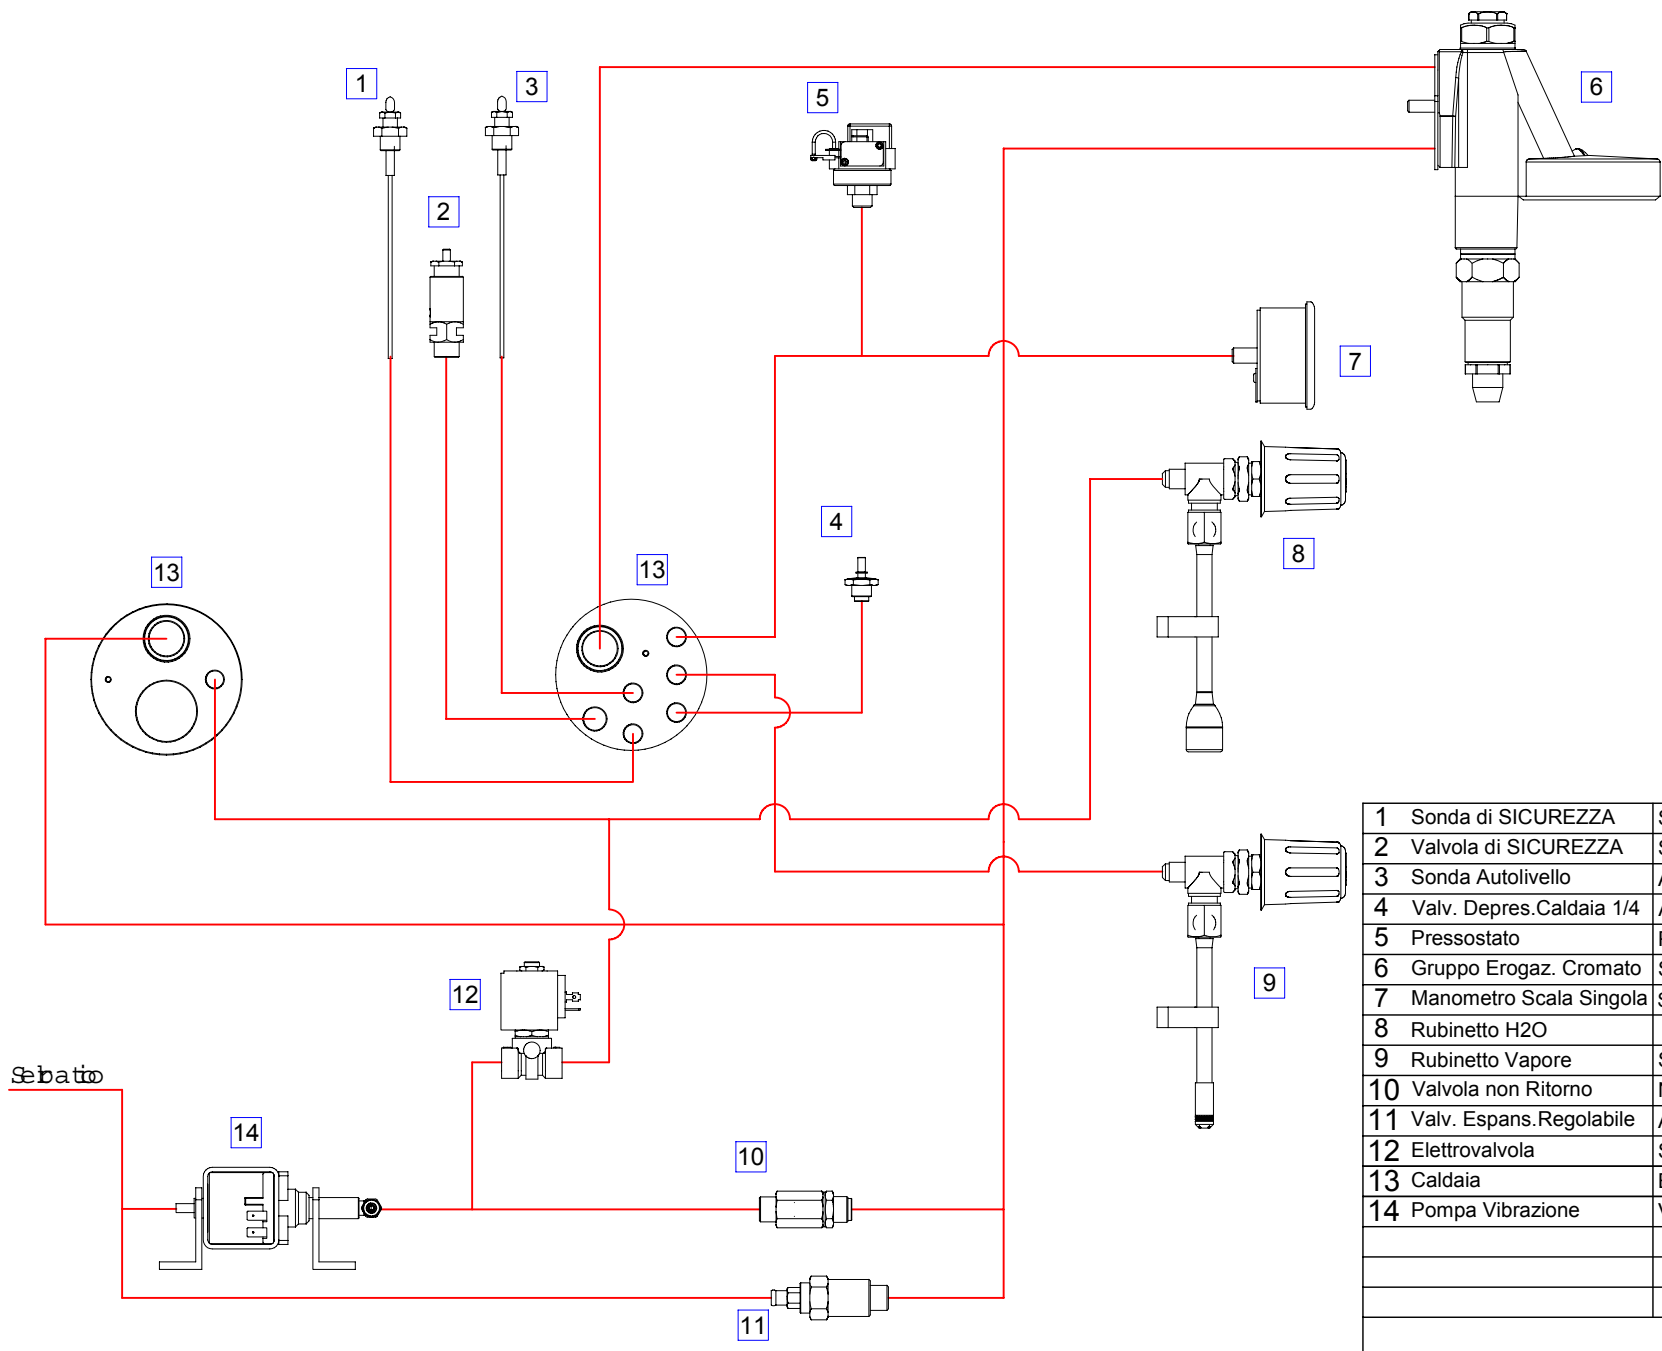 1
3
5
6
2
7
4
8
13
13
12
9
Serbatoio
14
10
11
1 Sonda di SICUREZZA S
2 Valvola di SICUREZZA S
3 Sonda Autolivello A
4 Valv. Depres.Caldaia 1/4 A
5 Pressostato
6 Gruppo Erogaz. Cromato S
7 Manometro Scala Singola S
8 Rubinetto H2O
9 Rubinetto Vapore S
10 Valvola non Ritorno
11 Valv. Espans.Regolabile A
12 Elettrovalvola S
13 Caldaia
14 Pompa Vibrazione V